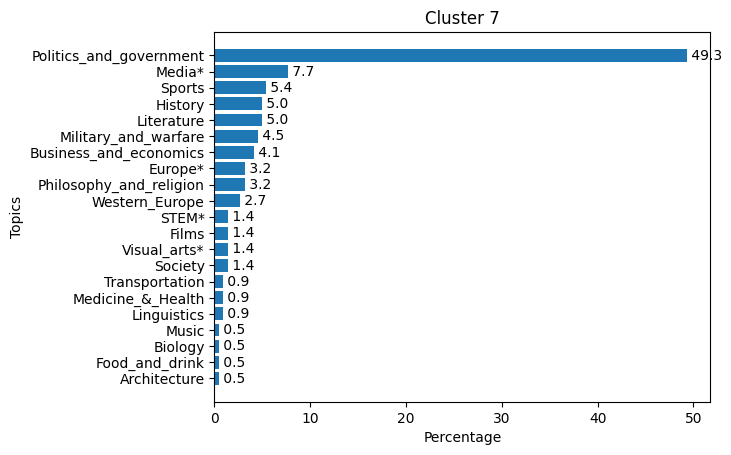 Cluster 7
Politics_and_government 49.3
Media* 7.7
Sports 5.4
History 5.0
Literature 5.0
Military_and_warfare 4.5
Business_and_economics 4.1
Europe* 3.2
Philosophy_and_religion 3.2
Western_Europe 2.7
STEM* 1.4
Films 1.4
Visual_arts* 1.4
Society 1.4
Transportation 0.9
Medicine_&_Health 0.9
Linguistics 0.9
Music 0.5
Biology 0.5
Food_and_drink 0.5
Architecture 0.5
Topics
0 10 20 30 40 50
Percentage